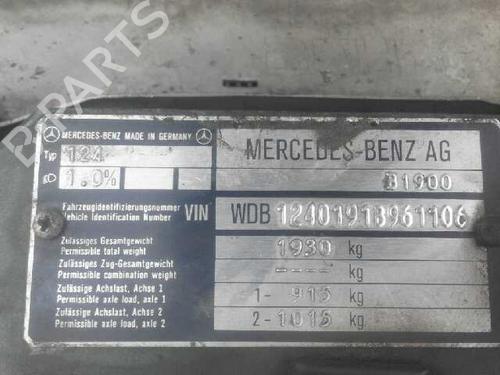 B-PARTS
MERCEDES-BENZ MADE IN GERMANY
MERCEDES-BENZ AG
Typ 124
1.0%
B1900
Fahrzeugidentifizierungsnummer
Vehicle Identification Number VIN WDB 12401913961106
Zulässiges Gesamtgewicht
Permissible total weight 1930 kg
Zulässiges Zug-Gesamtgewicht
Permissible combination weight ---- kg
Zulässige Achslast, Achse 1
Permissible axle load, axle 1 1- 915 kg
Zulässige Achslast, Achse 2
Permissible axle load, axle 2 2- 1015 kg